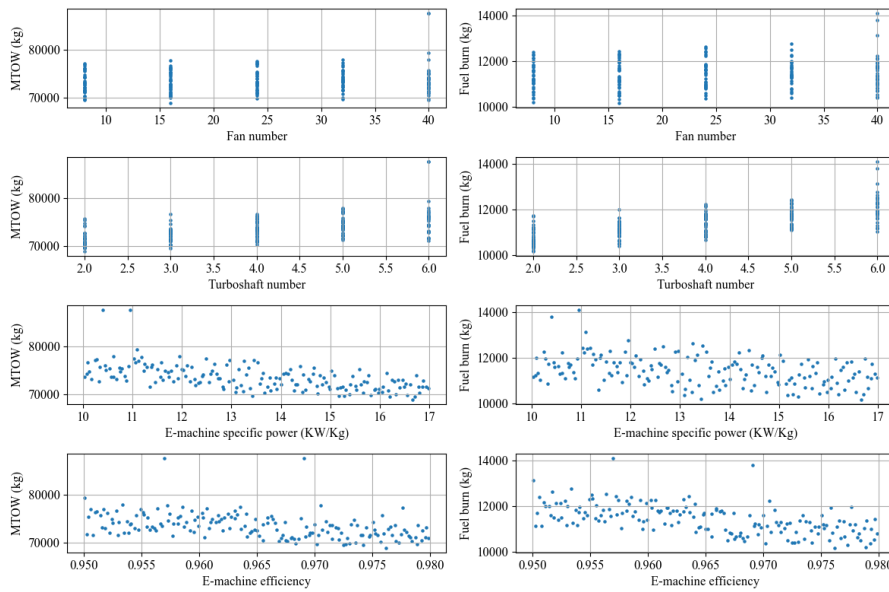 MTOW (kg)
80000
70000
10 15 20 25 30 35 40
Fan number
Fuel burn (kg)
14000
12000
10000
10 15 20 25 30 35 40
Fan number
MTOW (kg)
80000
70000
2.0 2.5 3.0 3.5 4.0 4.5 5.0 5.5 6.0
Turboshaft number
Fuel burn (kg)
14000
12000
10000
2.0 2.5 3.0 3.5 4.0 4.5 5.0 5.5 6.0
Turboshaft number
MTOW (kg)
80000
70000
10 11 12 13 14 15 16 17
E-machine specific power (KW/Kg)
Fuel burn (kg)
14000
12000
10000
10 11 12 13 14 15 16 17
E-machine specific power (KW/Kg)
MTOW (kg)
80000
70000
0.950 0.955 0.960 0.965 0.970 0.975 0.980
E-machine efficiency
Fuel burn (kg)
14000
12000
10000
0.950 0.955 0.960 0.965 0.970 0.975 0.980
E-machine efficiency